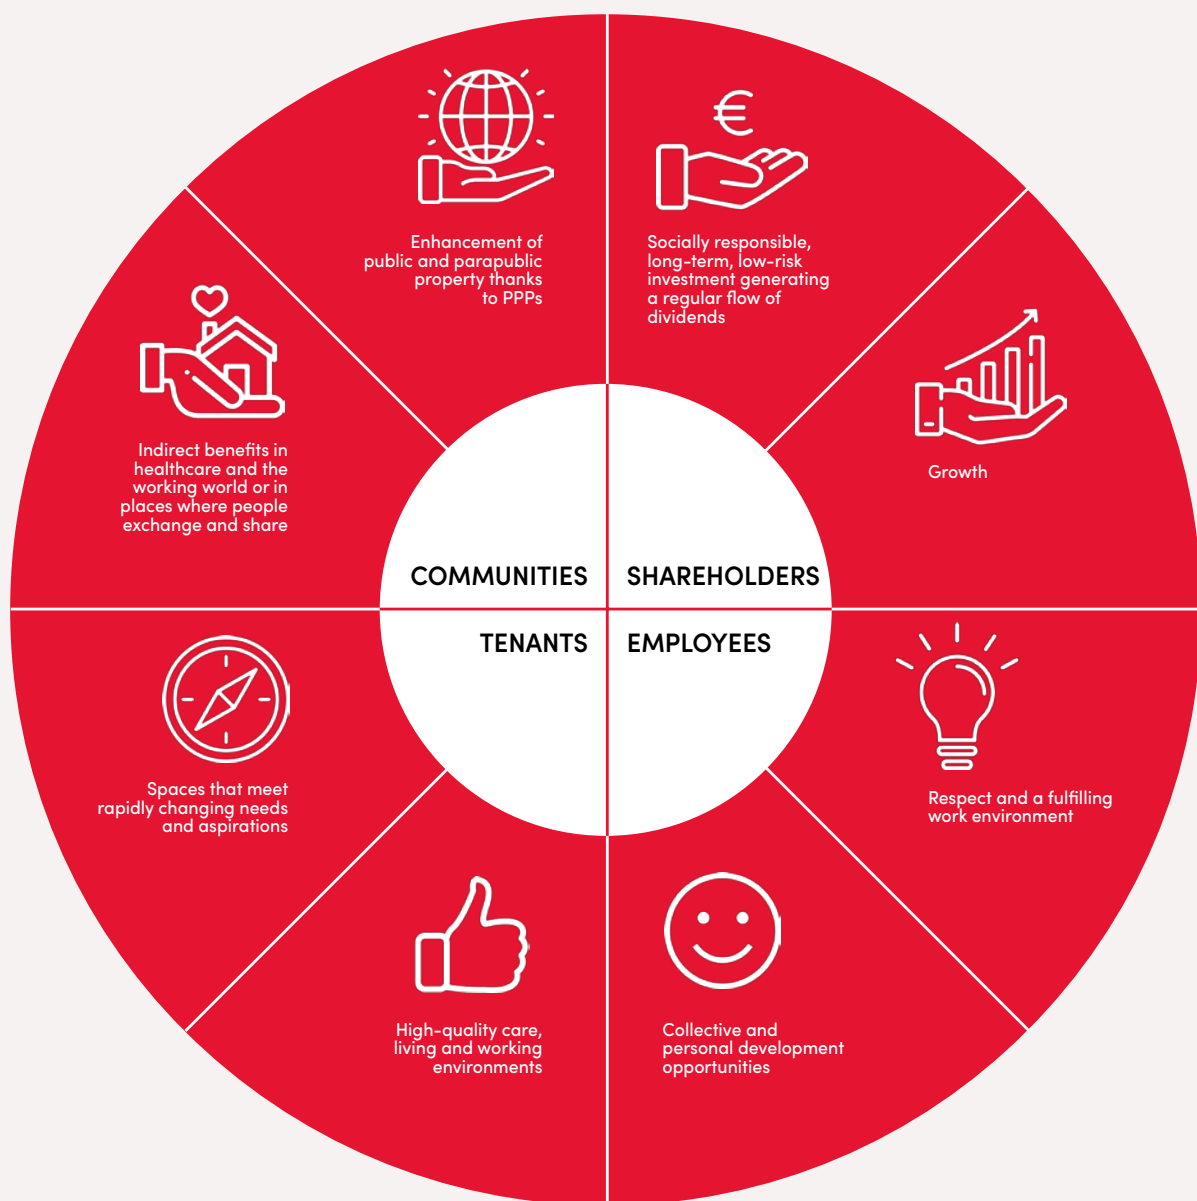 Enhancement of
public and parapublic
property thanks
to PPPs
€
Socially responsible,
long-term, low-risk
investment generating
a regular flow of
dividends
Indirect benefits in
healthcare and the
working world or in
places where people
exchange and share
Growth
COMMUNITIES
SHAREHOLDERS
TENANTS
EMPLOYEES
Spaces that meet
rapidly changing needs
and aspirations
Respect and a fulfilling
work environment
High-quality care,
living and working
environments
Collective and
personal development
opportunities